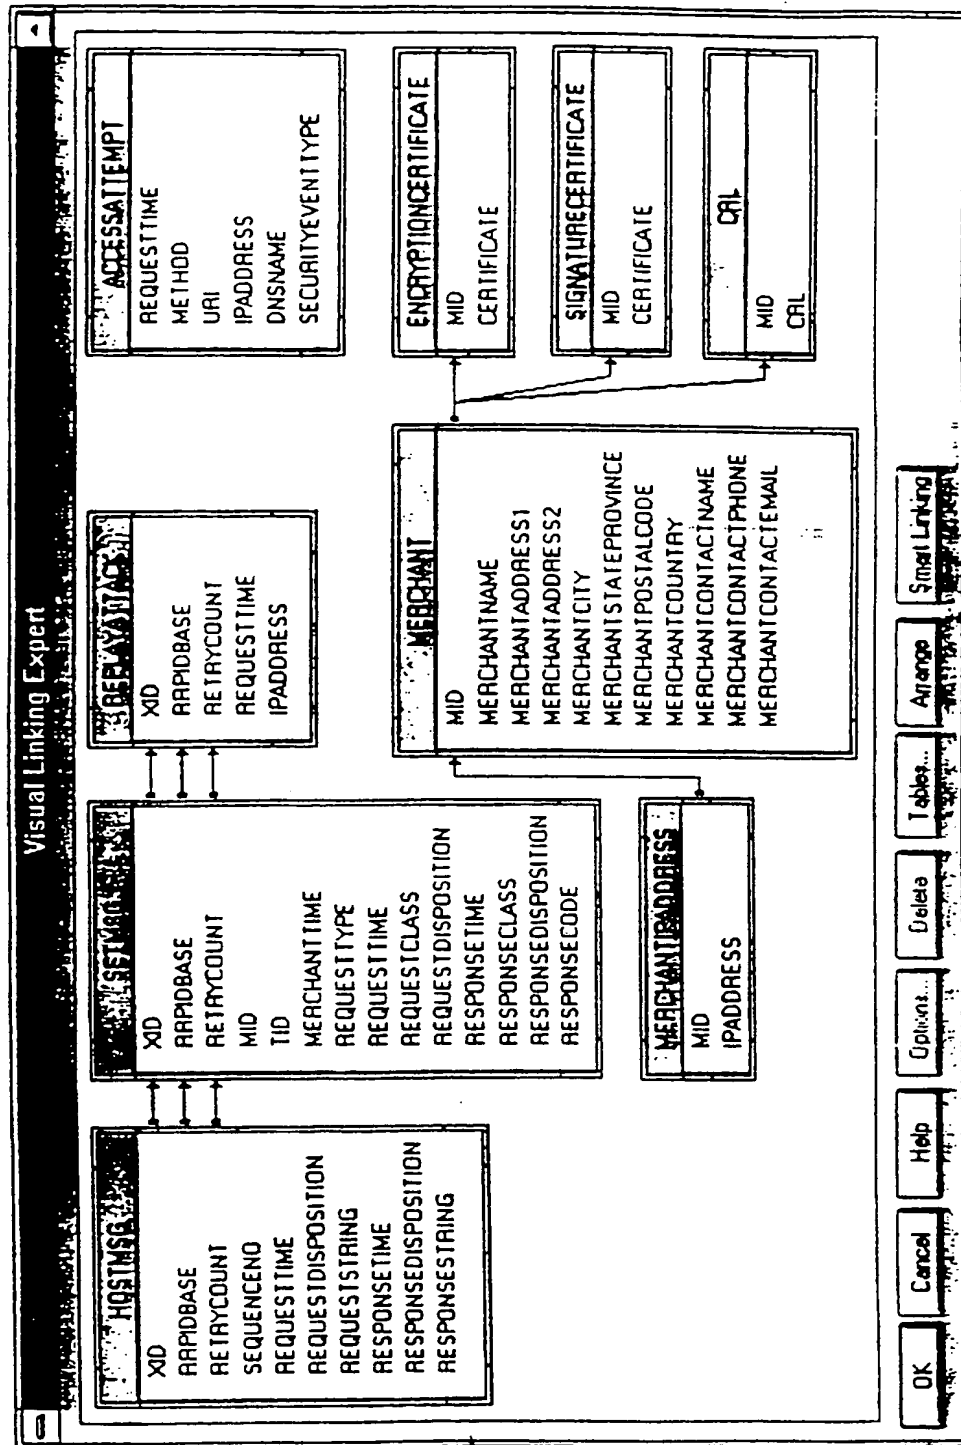 Visual Linking Expert
HOSTMSG
XID
RRPIDBASE
RETRYCOUNT
SEQUENCENO
REQUESTTIME
REQUESTDISPOSITION
REQUESTSTRING
RESPONSETIME
RESPONSEDISPOSITION
RESPONSESTRING
SETMSG
XID
RRPIDBASE
RETRYCOUNT
MID
TID
MERCHANTTIME
REQUESTTYPE
REQUESTTIME
REQUESTCLASS
REQUESTDISPOSITION
RESPONSETIME
RESPONSECLASS
RESPONSEDISPOSITION
RESPONSECODE
REPLAYATTACK
XID
RRPIDBASE
RETRYCOUNT
REQUESTTIME
IPADDRESS
ACCESSATTEMPT
REQUESTTIME
METHOD
URI
IPADDRESS
DNSNAME
SECURITYEVENTTYPE
MERCHANTIPADDRESS
MID
IPADDRESS
MERCHANT
MID
MERCHANTNAME
MERCHANTADDRESS1
MERCHANTADDRESS2
MERCHANTCITY
MERCHANTSTATEPROVINCE
MERCHANTPOSTALCODE
MERCHANTCOUNTRY
MERCHANTCONTACTNAME
MERCHANTCONTACTPHONE
MERCHANTCONTACTEMAIL
ENCRYPTIONCERTIFICATE
MID
CERTIFICATE
SIGNATURECERTIFICATE
MID
CERTIFICATE
CRL
MID
CRL
OK
Cancel
Help
Options...
Delete
Tables...
Arrange
Smart Linking